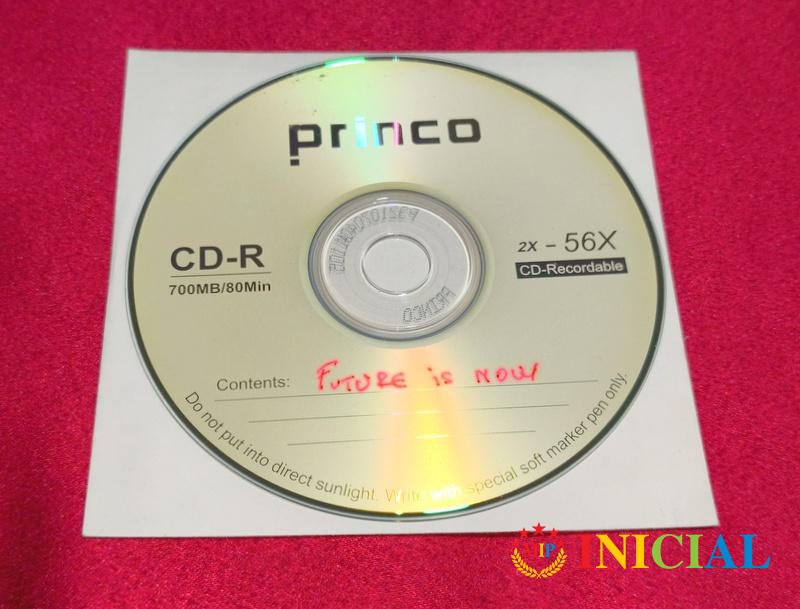 princo
CD-R
700MB/80Min
2X - 56X
CD-Recordable
PRINCO
Contents: FUTURE is NOW
Do not put into direct sunlight. Write with special soft marker pen only.
IP INICIAL